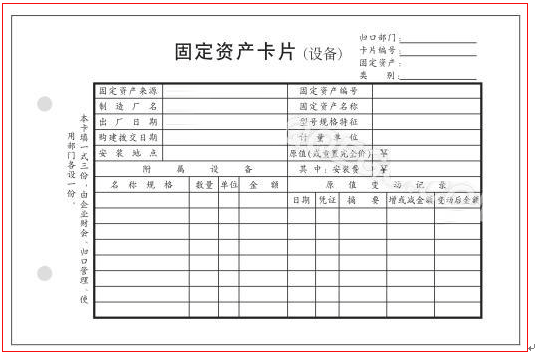 归口部门:
固定资产卡片(设备)
卡片编号:
固定资产:
类 别:
固定资产来源 固定资产编号
制造厂名 固定资产名称
出厂日期 型号规格特征
构建拨交日期 计量单位
安装地点 原值(或重置完全价) ¥
附属设备 其中:安装费 ¥
名称规格 数量 单位 金额 原值变动记录
日期 凭证 摘要 增或减金额 变动后金额
本卡填一式三份,由企业财会、归口管理、使
用部门各设一份。